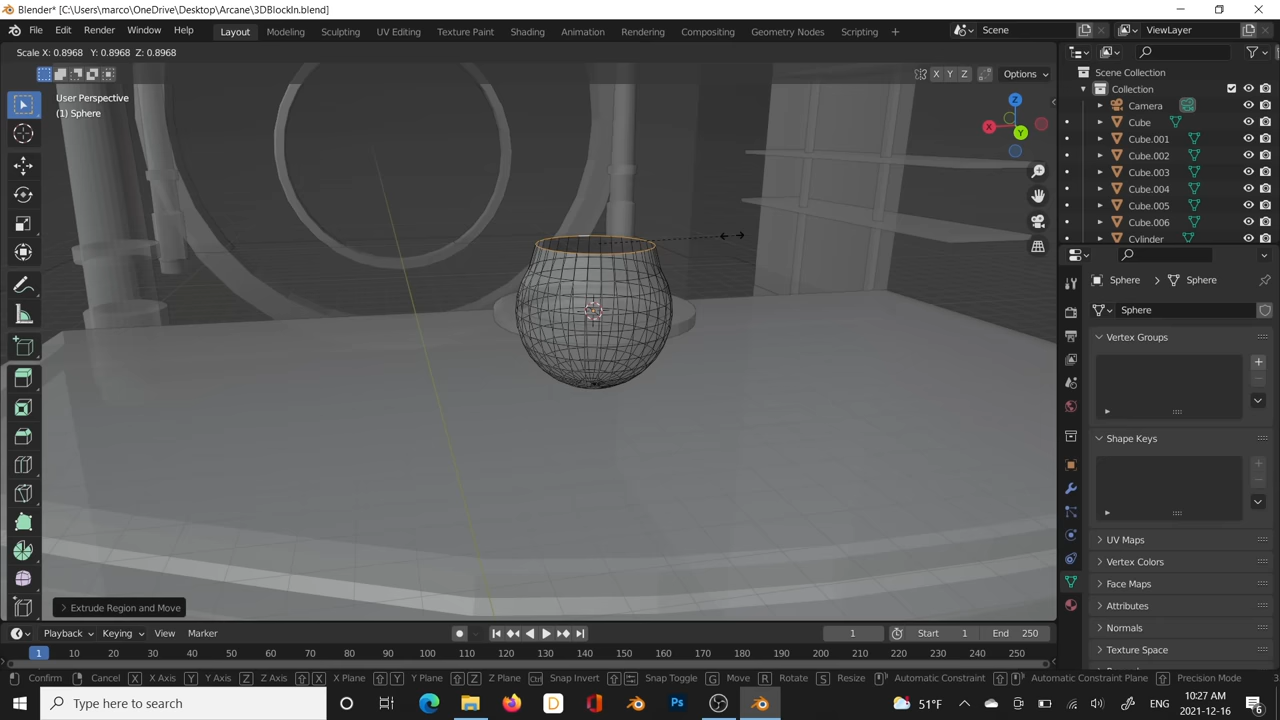 Blender* [C:\Users\marco\OneDrive\Desktop\Arcane\3DBlockIn.blend]
File Edit Render Window Help Layout Modeling Sculpting UV Editing Texture Paint Shading Animation Rendering Compositing Geometry Nodes Scripting + Scene ViewLayer
Scale X: 0.8968 Y: 0.8968 Z: 0.8968
X Y Z Options
User Perspective
(1) Sphere
Z
X
Y
Scene Collection
Collection
Camera
Cube
Cube.001
Cube.002
Cube.003
Cube.004
Cube.005
Cube.006
Cylinder
Sphere > Sphere
Sphere
Vertex Groups
Shape Keys
UV Maps
Vertex Colors
Face Maps
Attributes
Normals
Texture Space
> Extrude Region and Move
Playback Keying View Marker 1 Start 1 End 250
1 10 20 30 40 50 60 70 80 90 100 110 120 130 140 150 160 170 180 190 200 210 220 230 240 250
Confirm Cancel X X Axis Y Y Axis Z Z Axis X X Plane Y Y Plane Z Z Plane Ctrl Snap Invert Snap Toggle G Move R Rotate S Resize Automatic Constraint Automatic Constraint Plane Precision Mode
Type here to search
51°F
ENG
10:27 AM
2021-12-16
6